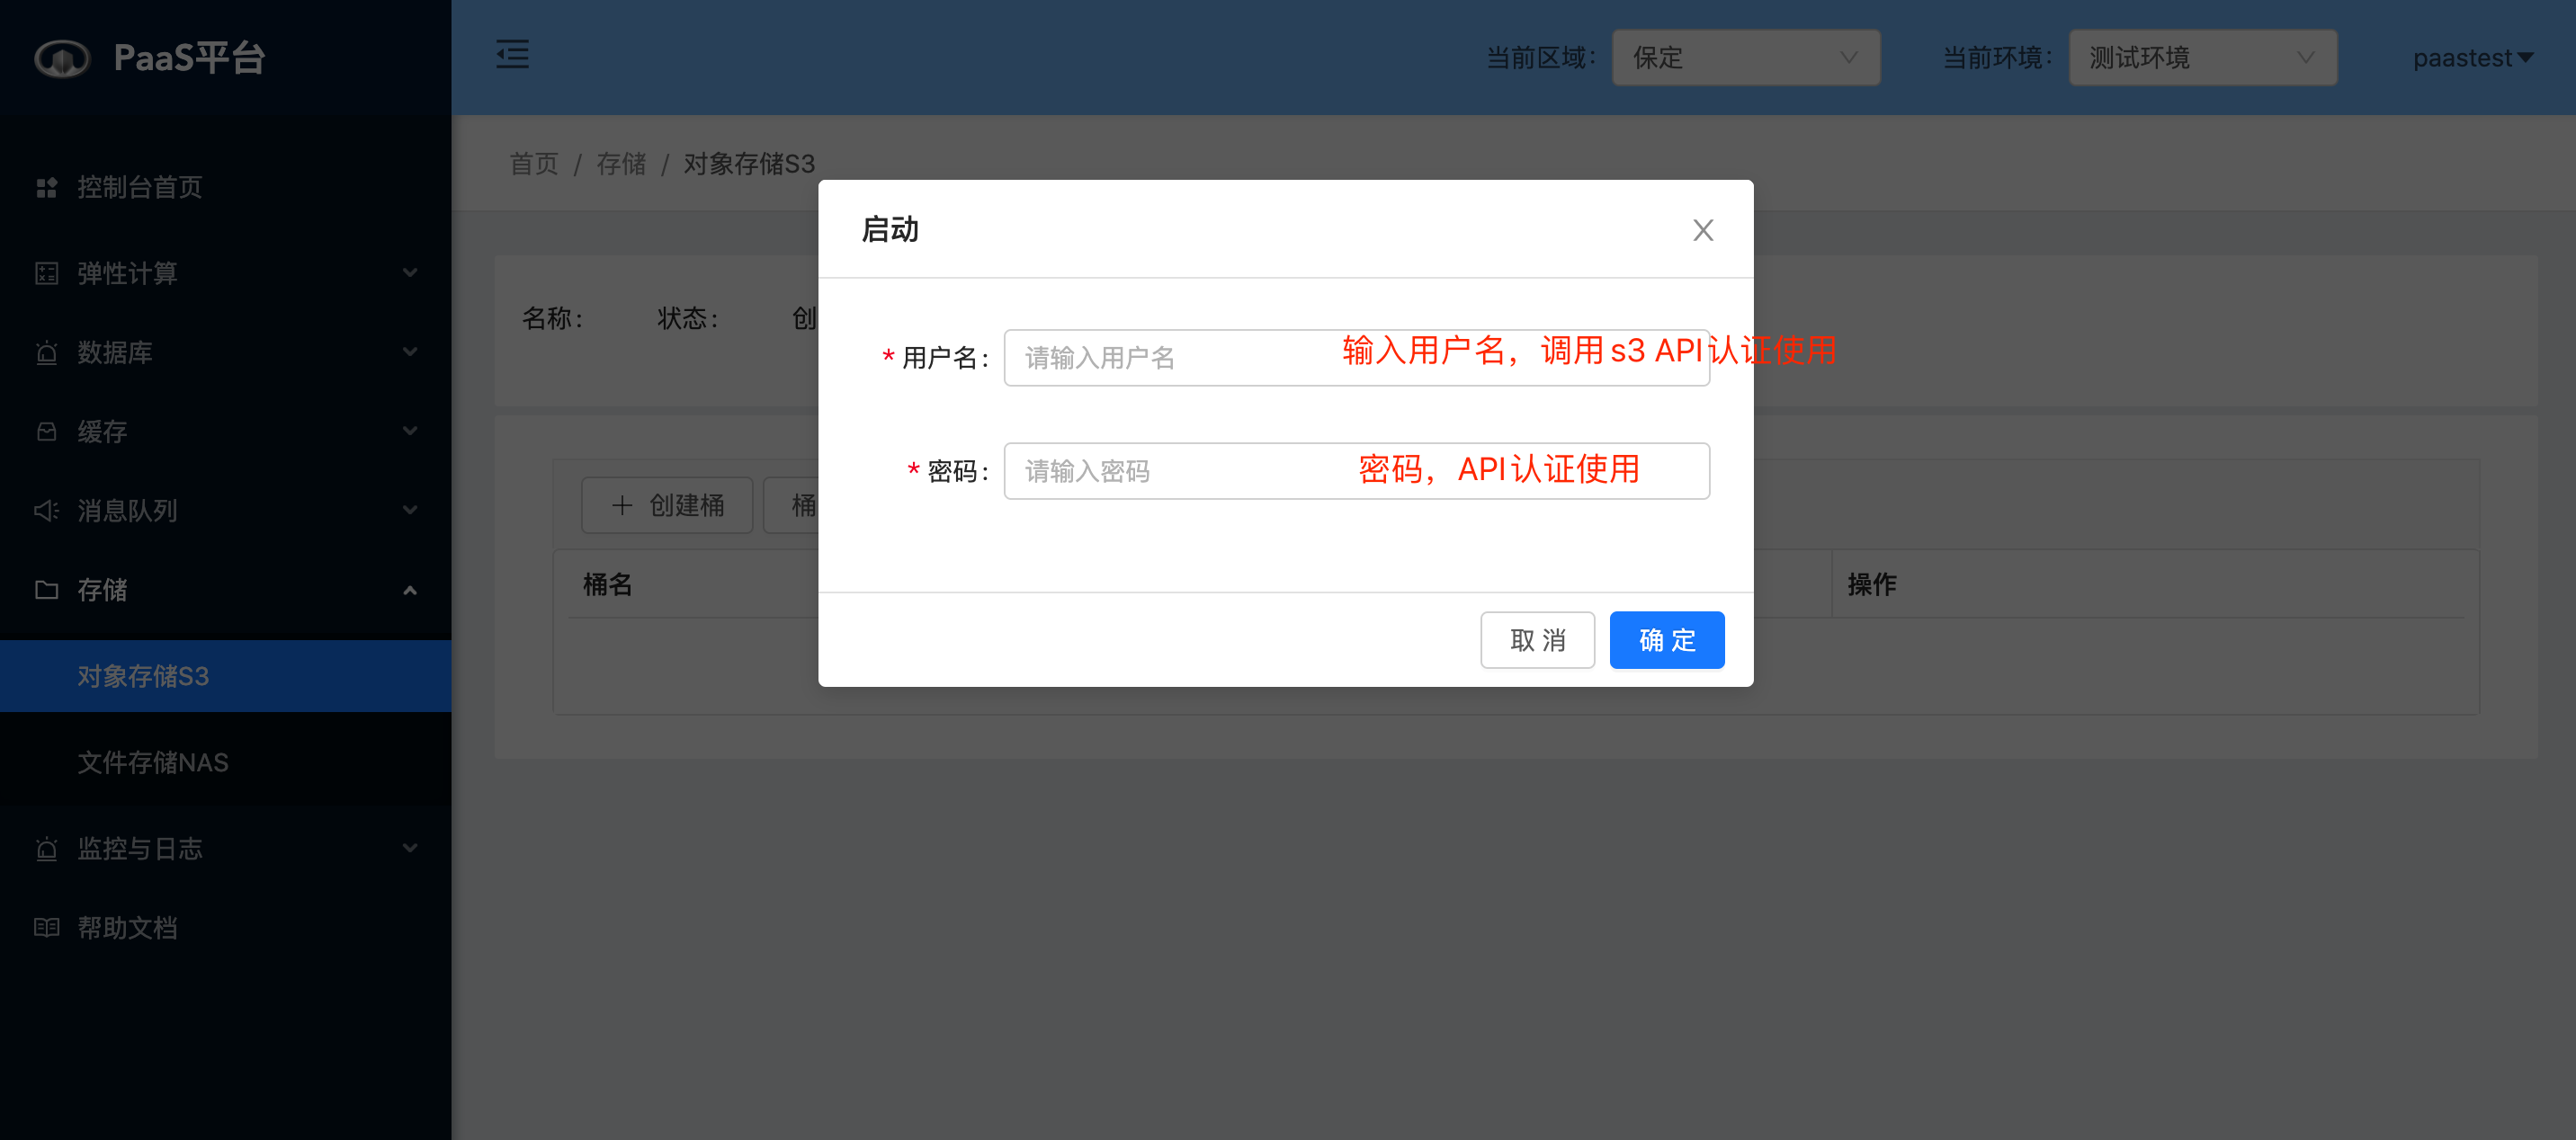 PaaS平台
当前区域： 保定 当前环境： 测试环境 paastest
控制台首页
弹性计算
数据库
缓存
消息队列
存储
对象存储S3
文件存储NAS
监控与日志
帮助文档
首页 / 存储 / 对象存储S3
名称： 状态： 创
创建桶 桶
桶名 操作
启动
* 用户名： 请输入用户名 输入用户名，调用s3 API认证使用
* 密码： 请输入密码 密码，API认证使用
取 消 确 定